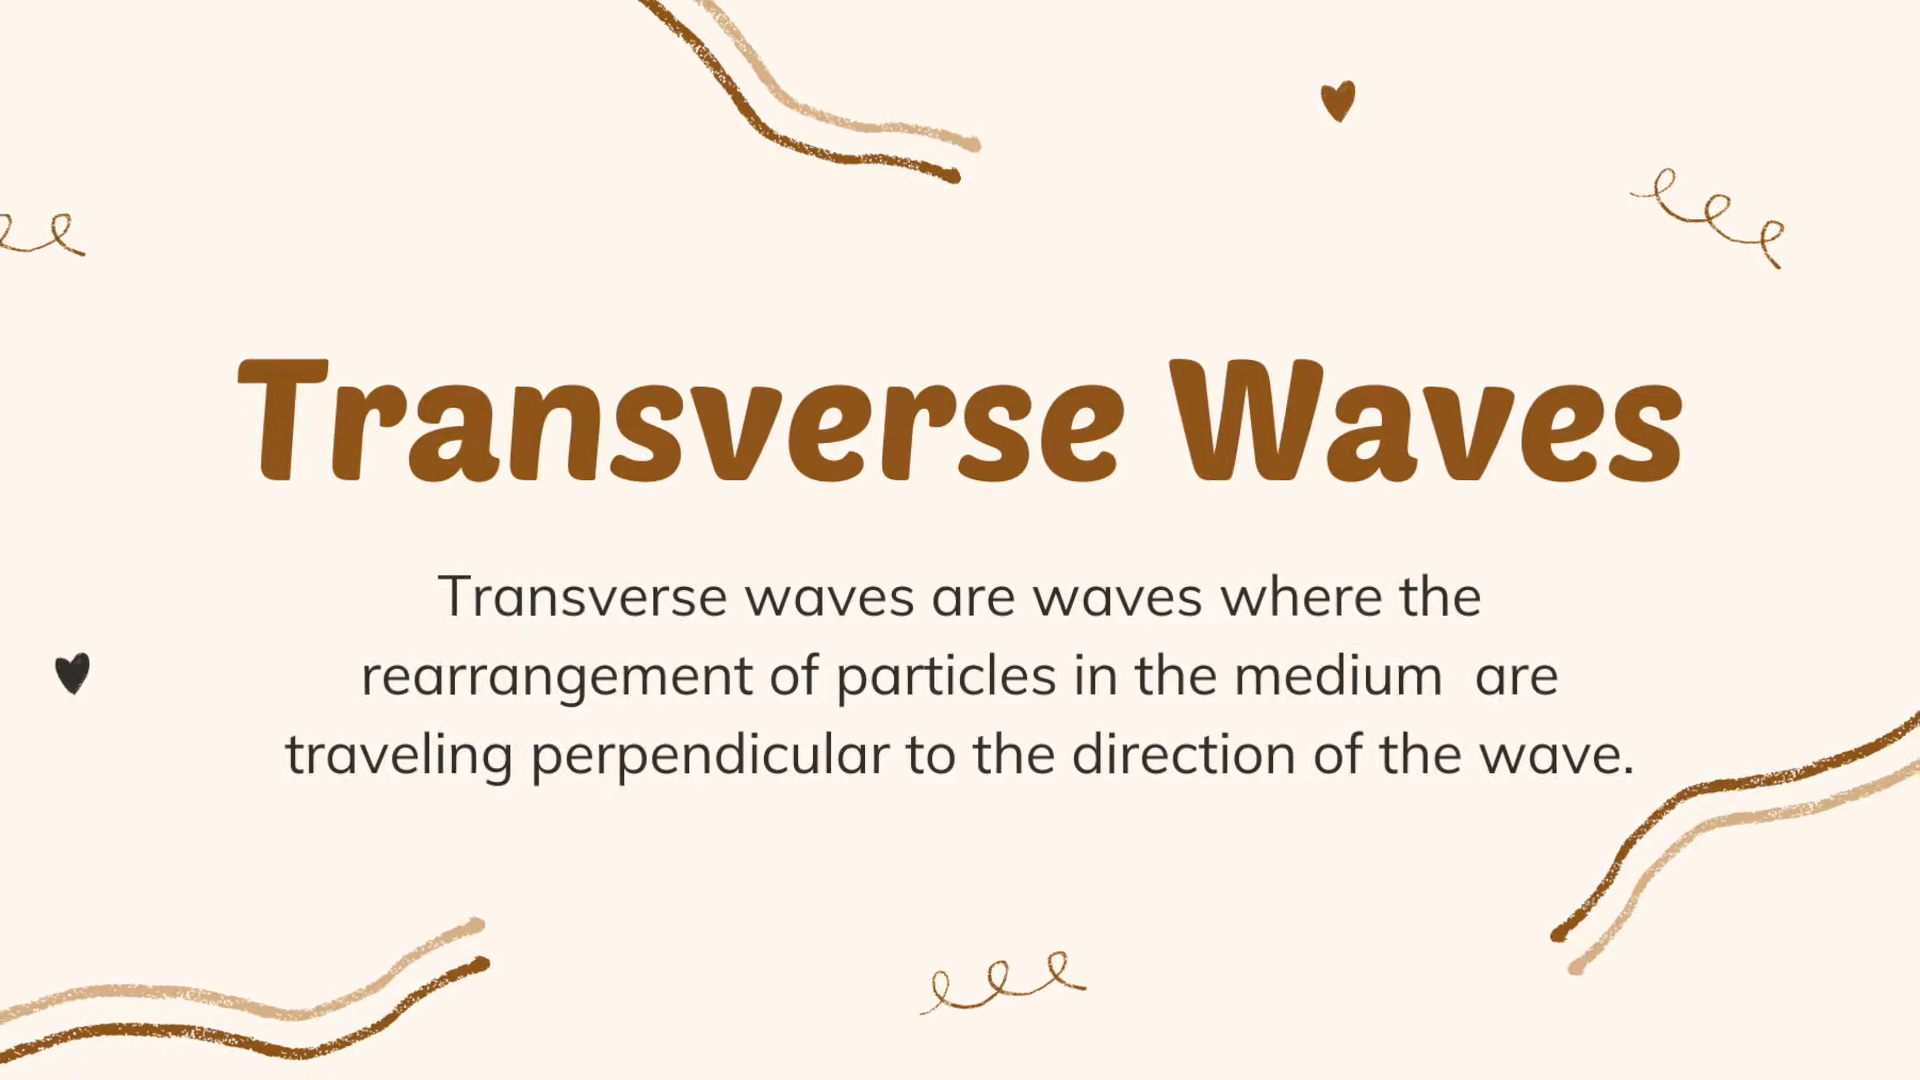 Transverse Waves
Transverse waves are waves where the
rearrangement of particles in the medium  are
traveling perpendicular to the direction of the wave.